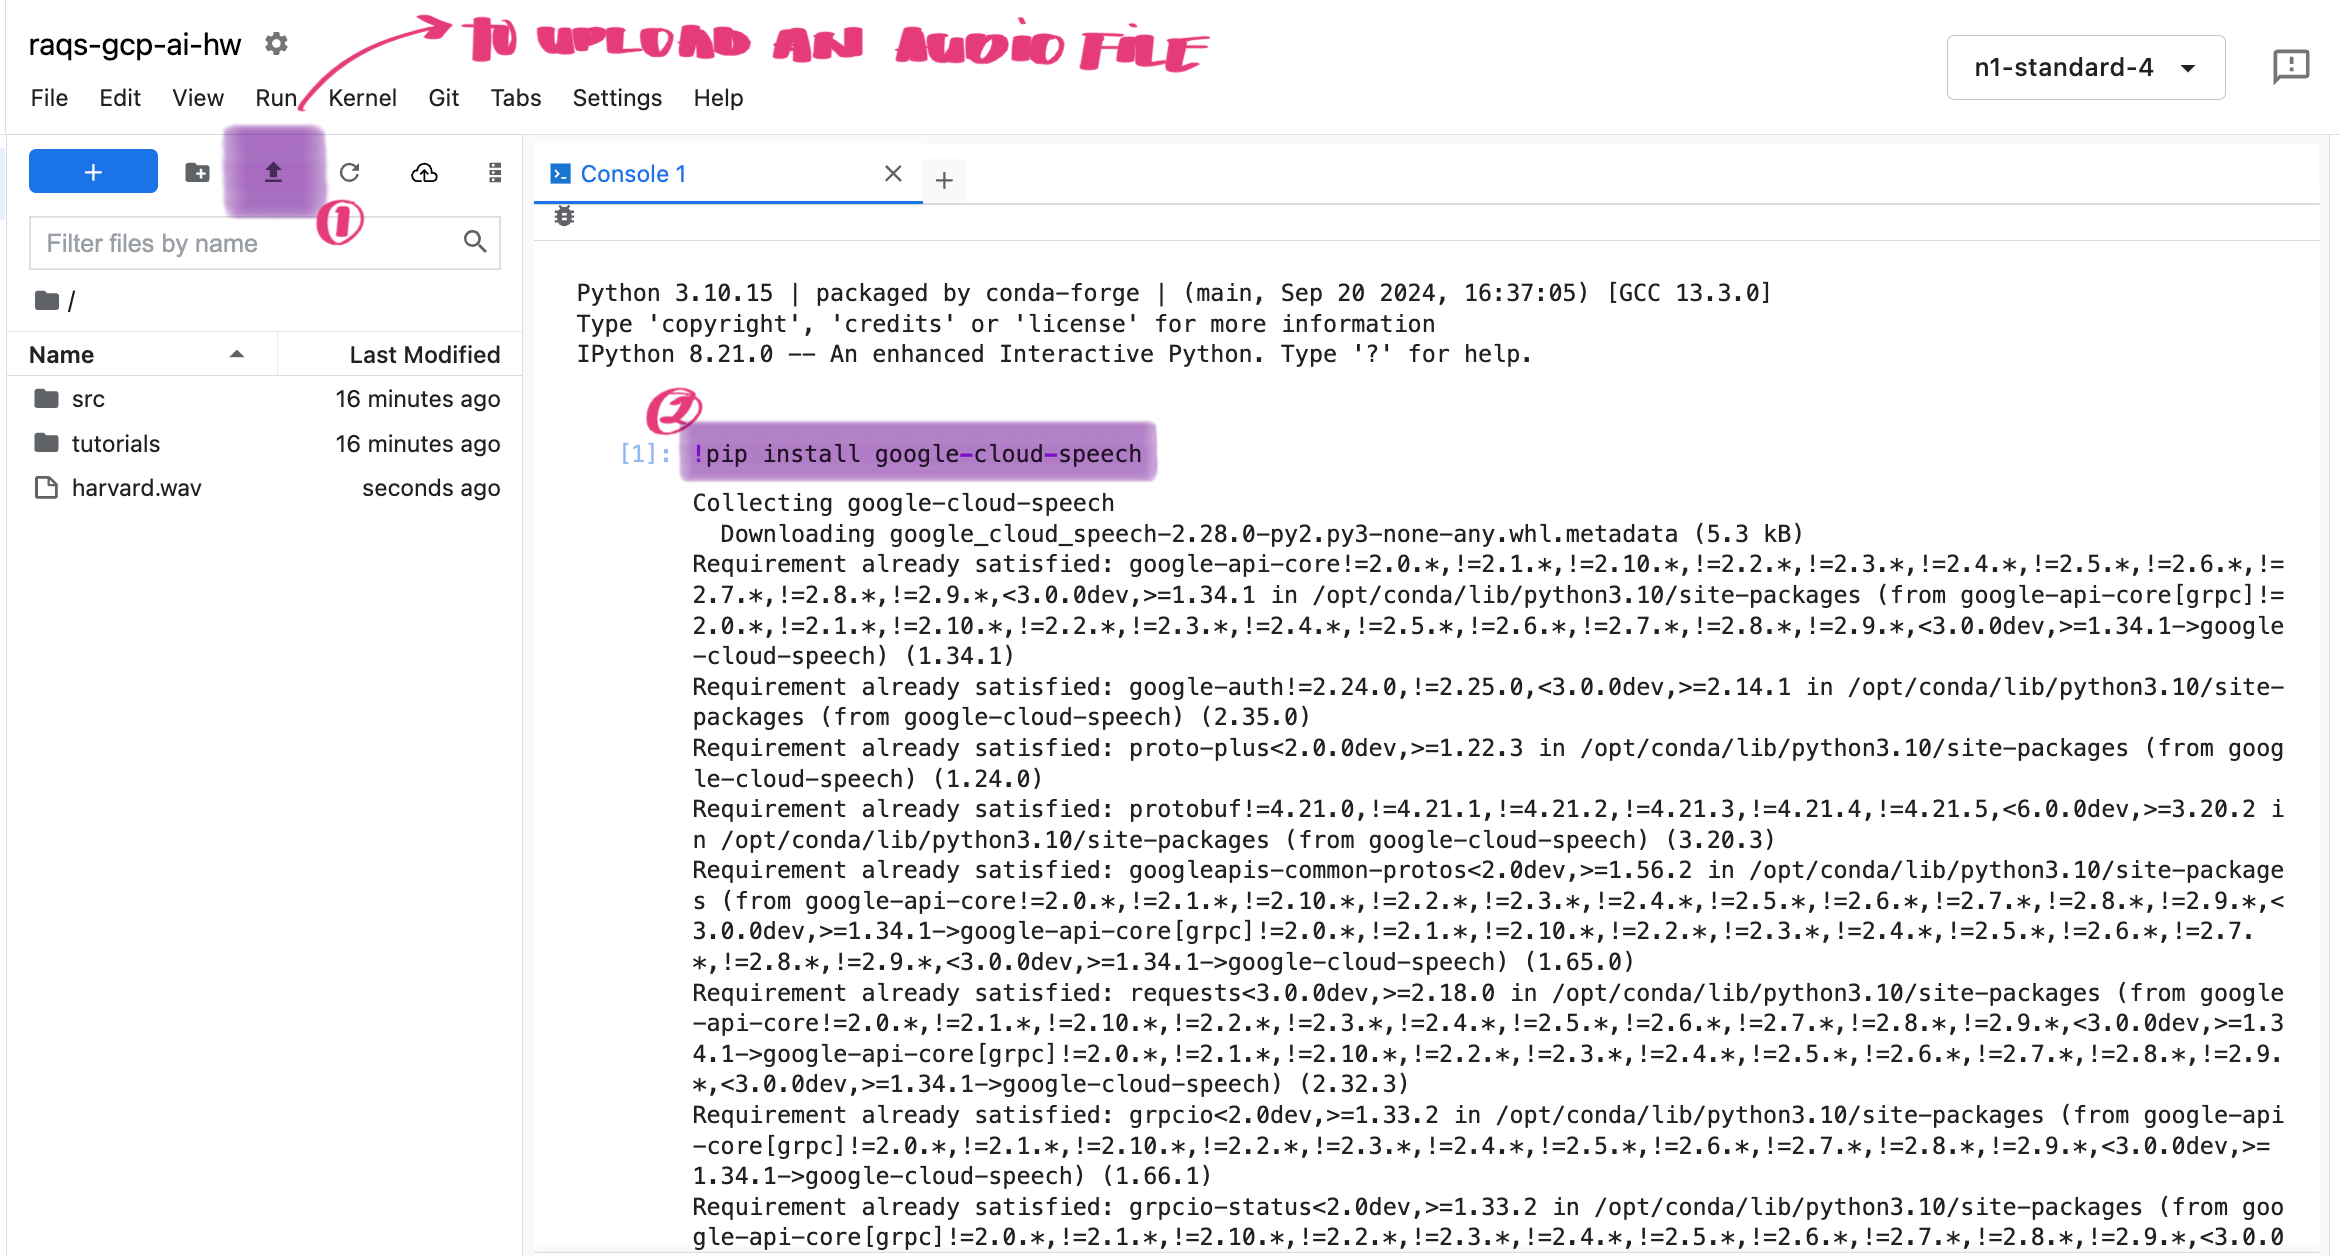 TO UPLOAD AN AUDIO FILE
raqs-gcp-ai-hw
n1-standard-4
File Edit View Run Kernel Git Tabs Settings Help
+
Console 1
+
1
Filter files by name
/
Name Last Modified
src 16 minutes ago
tutorials 16 minutes ago
harvard.wav seconds ago
Python 3.10.15 | packaged by conda-forge | (main, Sep 20 2024, 16:37:05) [GCC 13.3.0]
Type 'copyright', 'credits' or 'license' for more information
IPython 8.21.0 -- An enhanced Interactive Python. Type '?' for help.
2
[1]: !pip install google-cloud-speech
Collecting google-cloud-speech
  Downloading google_cloud_speech-2.28.0-py2.py3-none-any.whl.metadata (5.3 kB)
Requirement already satisfied: google-api-core!=2.0.*,!=2.1.*,!=2.10.*,!=2.2.*,!=2.3.*,!=2.4.*,!=2.5.*,!=2.6.*,!=
2.7.*,!=2.8.*,!=2.9.*,<3.0.0dev,>=1.34.1 in /opt/conda/lib/python3.10/site-packages (from google-api-core[grpc]!=
2.0.*,!=2.1.*,!=2.10.*,!=2.2.*,!=2.3.*,!=2.4.*,!=2.5.*,!=2.6.*,!=2.7.*,!=2.8.*,!=2.9.*,<3.0.0dev,>=1.34.1->google
-cloud-speech) (1.34.1)
Requirement already satisfied: google-auth!=2.24.0,!=2.25.0,<3.0.0dev,>=2.14.1 in /opt/conda/lib/python3.10/site-
packages (from google-cloud-speech) (2.35.0)
Requirement already satisfied: proto-plus<2.0.0dev,>=1.22.3 in /opt/conda/lib/python3.10/site-packages (from goog
le-cloud-speech) (1.24.0)
Requirement already satisfied: protobuf!=4.21.0,!=4.21.1,!=4.21.2,!=4.21.3,!=4.21.4,!=4.21.5,<6.0.0dev,>=3.20.2 i
n /opt/conda/lib/python3.10/site-packages (from google-cloud-speech) (3.20.3)
Requirement already satisfied: googleapis-common-protos<2.0dev,>=1.56.2 in /opt/conda/lib/python3.10/site-package
s (from google-api-core!=2.0.*,!=2.1.*,!=2.10.*,!=2.2.*,!=2.3.*,!=2.4.*,!=2.5.*,!=2.6.*,!=2.7.*,!=2.8.*,!=2.9.*,<
3.0.0dev,>=1.34.1->google-api-core[grpc]!=2.0.*,!=2.1.*,!=2.10.*,!=2.2.*,!=2.3.*,!=2.4.*,!=2.5.*,!=2.6.*,!=2.7.
*,!=2.8.*,!=2.9.*,<3.0.0dev,>=1.34.1->google-cloud-speech) (1.65.0)
Requirement already satisfied: requests<3.0.0dev,>=2.18.0 in /opt/conda/lib/python3.10/site-packages (from google
-api-core!=2.0.*,!=2.1.*,!=2.10.*,!=2.2.*,!=2.3.*,!=2.4.*,!=2.5.*,!=2.6.*,!=2.7.*,!=2.8.*,!=2.9.*,<3.0.0dev,>=1.3
4.1->google-api-core[grpc]!=2.0.*,!=2.1.*,!=2.10.*,!=2.2.*,!=2.3.*,!=2.4.*,!=2.5.*,!=2.6.*,!=2.7.*,!=2.8.*,!=2.9.
*,<3.0.0dev,>=1.34.1->google-cloud-speech) (2.32.3)
Requirement already satisfied: grpcio<2.0dev,>=1.33.2 in /opt/conda/lib/python3.10/site-packages (from google-api
-core[grpc]!=2.0.*,!=2.1.*,!=2.10.*,!=2.2.*,!=2.3.*,!=2.4.*,!=2.5.*,!=2.6.*,!=2.7.*,!=2.8.*,!=2.9.*,<3.0.0dev,>=
1.34.1->google-cloud-speech) (1.66.1)
Requirement already satisfied: grpcio-status<2.0dev,>=1.33.2 in /opt/conda/lib/python3.10/site-packages (from goo
gle-api-core[grpc]!=2.0.*,!=2.1.*,!=2.10.*,!=2.2.*,!=2.3.*,!=2.4.*,!=2.5.*,!=2.6.*,!=2.7.*,!=2.8.*,!=2.9.*,<3.0.0